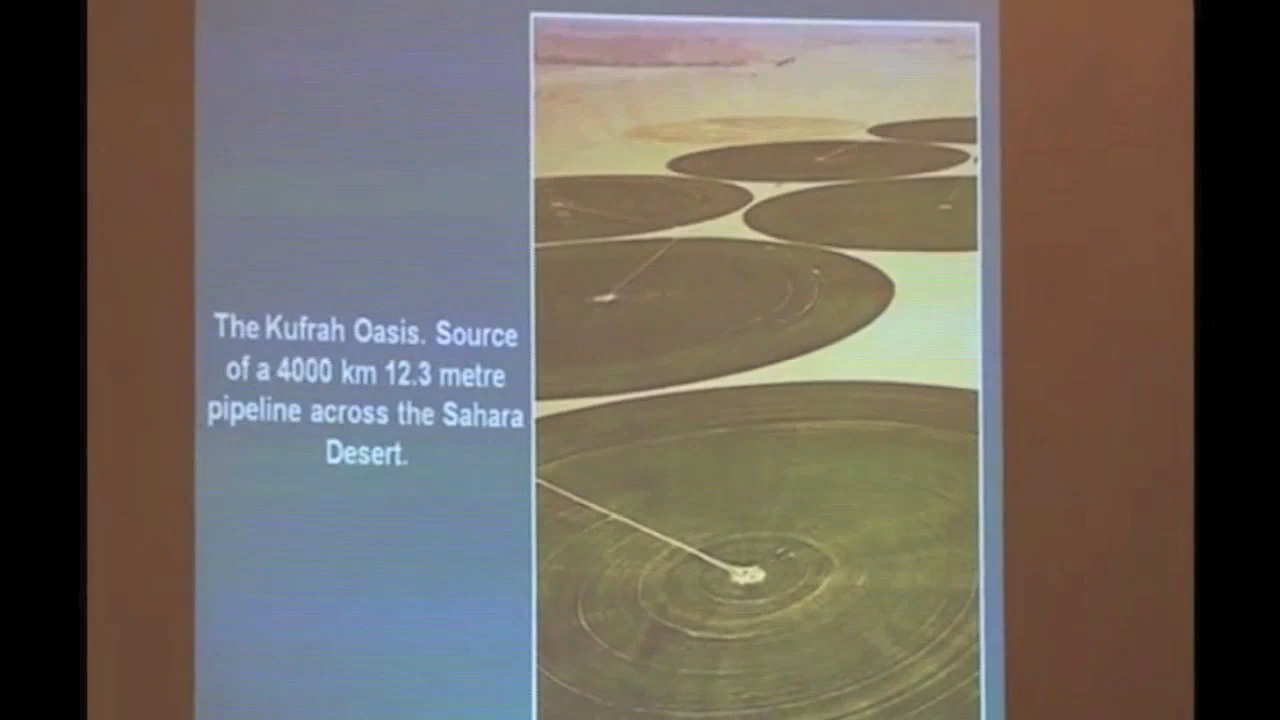 The Kufrah Oasis. Source
of a 4000 km 12.3 metre
pipeline across the Sahara
Desert.